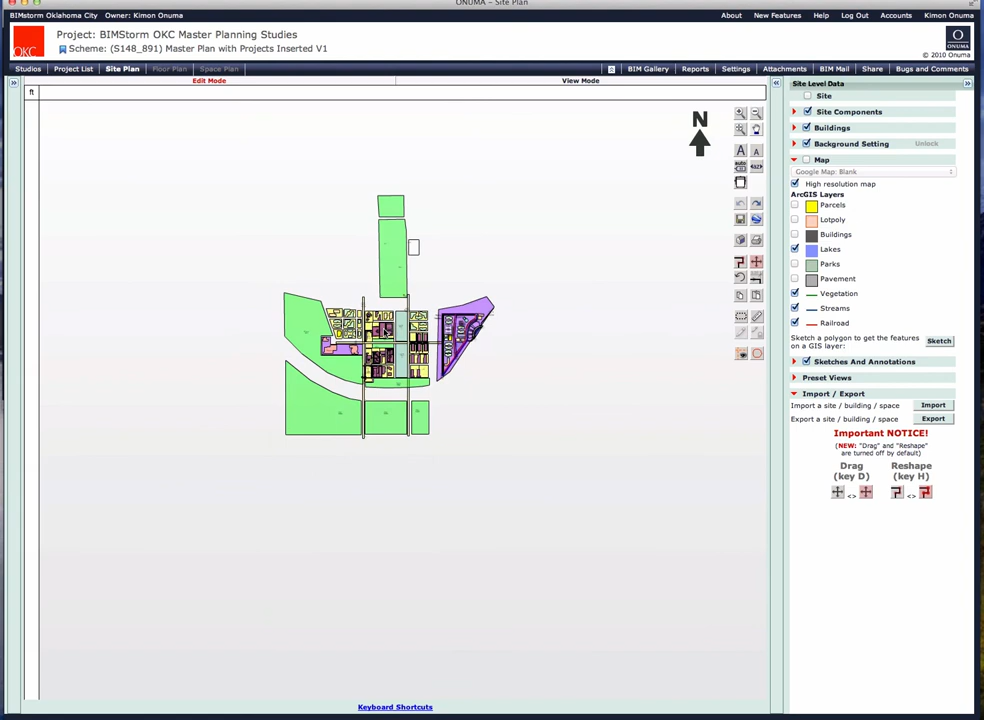 ONUMA – Site Plan
BIMstorm Oklahoma City Owner: Kimon Onuma
About New Features Help Log Out Accounts Kimon Onuma
OKC
Project: BIMStorm OKC Master Planning Studies
Scheme: (S148_891) Master Plan with Projects Inserted V1
ONUMA
© 2010 Onuma
Studios Project List Site Plan Floor Plan Space Plan
BIM Gallery Reports Settings Attachments BIM Mail Share Bugs and Comments
Edit Mode View Mode
ft
N
A A
auto
Site Level Data
Site
Site Components
Buildings
Background Setting Unlock
Map
Google Map: Blank
High resolution map
ArcGIS Layers
Parcels
Lotpoly
Buildings
Lakes
Parks
Pavement
Vegetation
Streams
Railroad
Sketch a polygon to get the features
on a GIS layer:
Sketch
Sketches And Annotations
Preset Views
Import / Export
Import a site / building / space Import
Export a site / building / space Export
Important NOTICE!
(NEW: "Drag" and "Reshape"
are turned off by default)
Drag Reshape
(key D) (key H)
<> <>
Keyboard Shortcuts